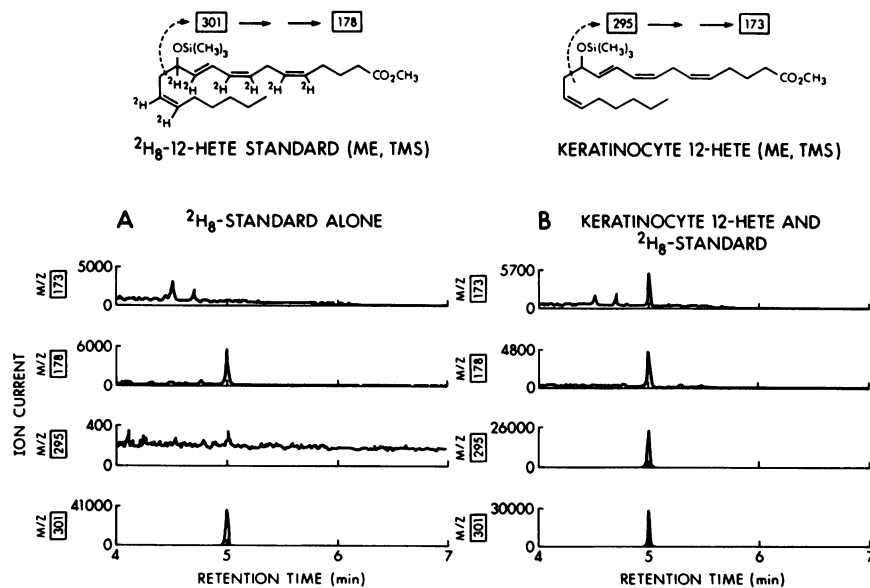 301 → → 178
OSi(CH₃)₃
CO₂CH₃
²H ²H ²H ²H ²H ²H
²H
²H
²H₈-12-HETE STANDARD (ME, TMS)
295 → → 173
OSi(CH₃)₃
CO₂CH₃
KERATINOCYTE 12-HETE (ME, TMS)
A ²H₈-STANDARD ALONE
ION CURRENT
M/Z 173
5000
0
M/Z 178
6000
0
M/Z 295
400
0
M/Z 301
41000
0
4 5 6 7
RETENTION TIME (min)
B KERATINOCYTE 12-HETE AND
²H₈-STANDARD
M/Z 173
5700
0
M/Z 178
4800
0
M/Z 295
26000
0
M/Z 301
30000
0
4 5 6 7
RETENTION TIME (min)